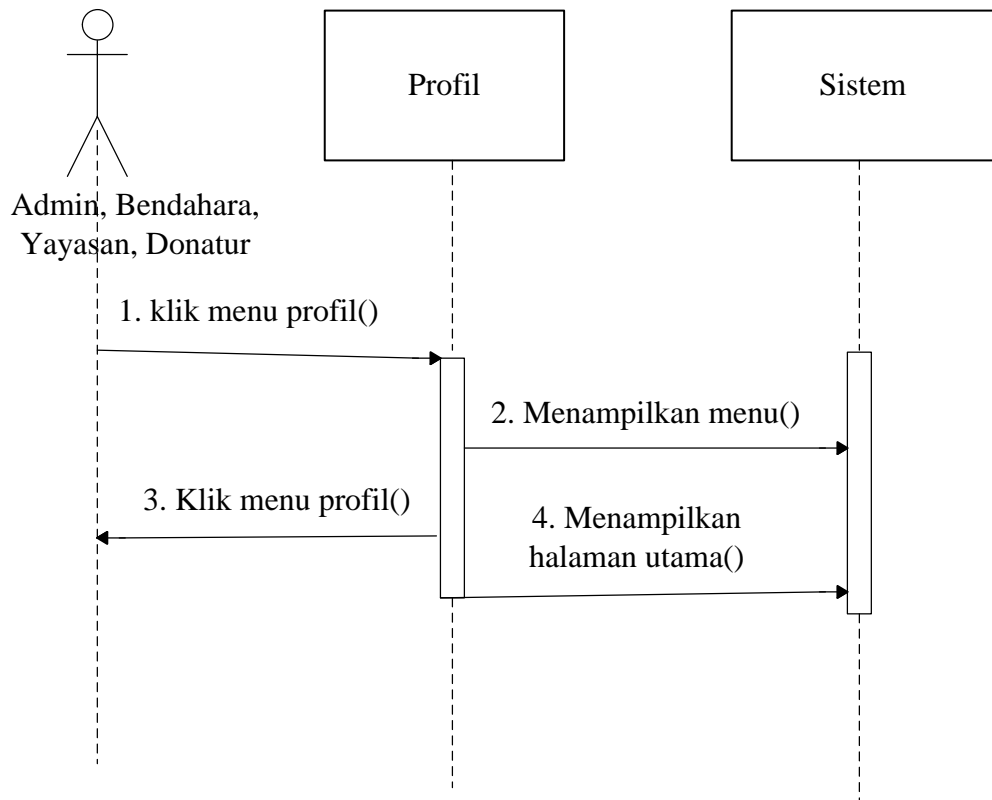 Profil
Sistem
Admin, Bendahara,
Yayasan, Donatur
1. klik menu profil()
2. Menampilkan menu()
3. Klik menu profil()
4. Menampilkan
halaman utama()